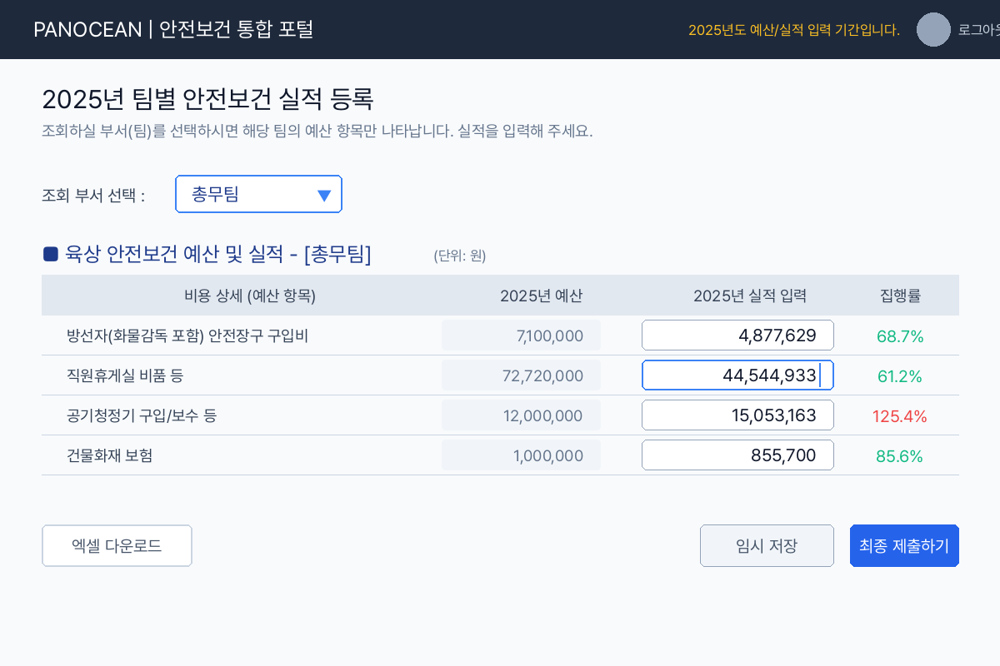 PANOCEAN | 안전보건 통합 포털
2025년도 예산/실적 입력 기간입니다.
로그아웃
2025년 팀별 안전보건 실적 등록
조회하실 부서(팀)를 선택하시면 해당 팀의 예산 항목만 나타납니다. 실적을 입력해 주세요.
조회 부서 선택 :
총무팀
육상 안전보건 예산 및 실적 - [총무팀]
(단위: 원)
비용 상세 (예산 항목) 2025년 예산 2025년 실적 입력 집행률
방선자(화물감독 포함) 안전장구 구입비 7,100,000 4,877,629 68.7%
직원휴게실 비품 등 72,720,000 44,544,933 61.2%
공기청정기 구입/보수 등 12,000,000 15,053,163 125.4%
건물화재 보험 1,000,000 855,700 85.6%
엑셀 다운로드
임시 저장
최종 제출하기